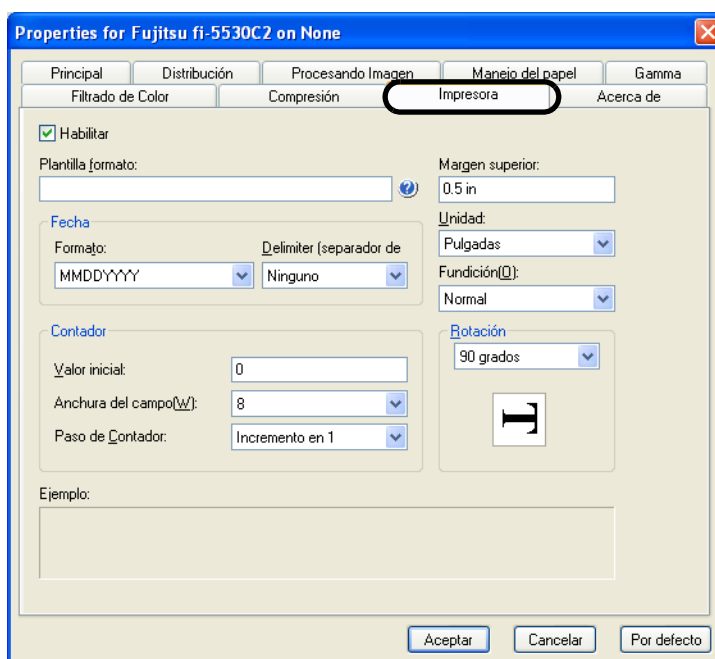 Properties for Fujitsu fi-5530C2 on None
Principal Distribución Procesando Imagen Manejo del papel Gamma
Filtrado de Color Compresión Impresora Acerca de
Habilitar
Plantilla formato:
Margen superior:
0.5 in
Fecha
Formato:
MMDDYYYY
Delimiter (separador de
Ninguno
Unidad:
Pulgadas
Fundición(O):
Normal
Contador
Valor inicial:
0
Anchura del campo(W):
8
Paso de Contador:
Incremento en 1
Rotación
90 grados
T
Ejemplo:
Aceptar Cancelar Por defecto